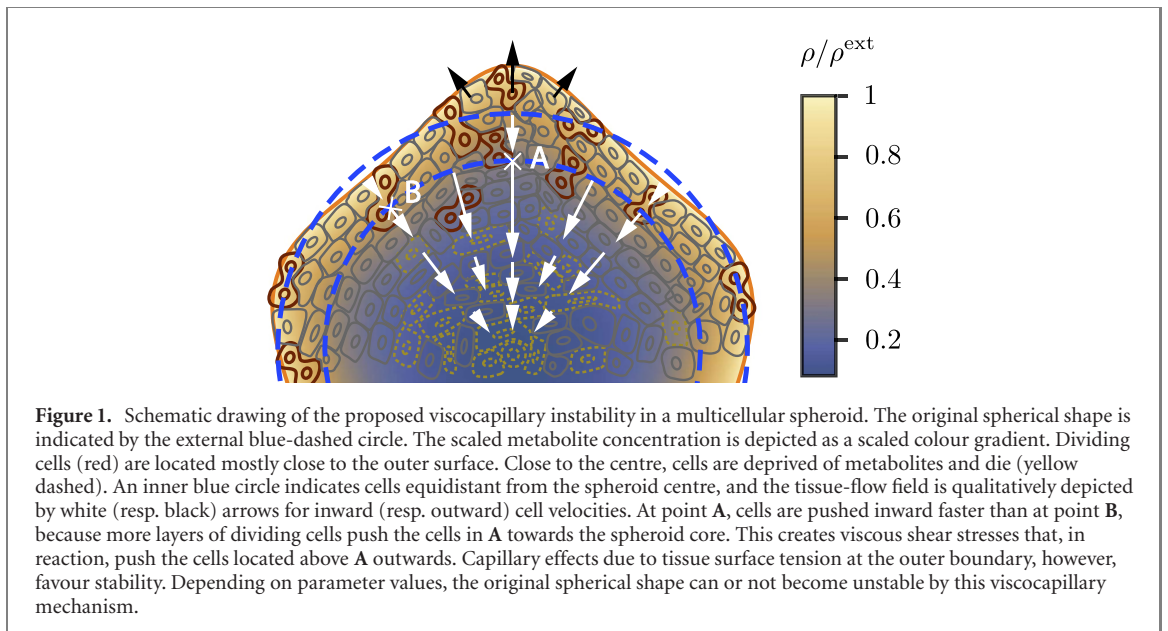 ρ/ρ^ext
1
0.8
0.6
0.4
0.2
A
B
Figure 1. Schematic drawing of the proposed viscocapillary instability in a multicellular spheroid. The original spherical shape is
indicated by the external blue-dashed circle. The scaled metabolite concentration is depicted as a scaled colour gradient. Dividing
cells (red) are located mostly close to the outer surface. Close to the centre, cells are deprived of metabolites and die (yellow
dashed). An inner blue circle indicates cells equidistant from the spheroid centre, and the tissue-flow field is qualitatively depicted
by white (resp. black) arrows for inward (resp. outward) cell velocities. At point A, cells are pushed inward faster than at point B,
because more layers of dividing cells push the cells in A towards the spheroid core. This creates viscous shear stresses that, in
reaction, push the cells located above A outwards. Capillary effects due to tissue surface tension at the outer boundary, however,
favour stability. Depending on parameter values, the original spherical shape can or not become unstable by this viscocapillary
mechanism.